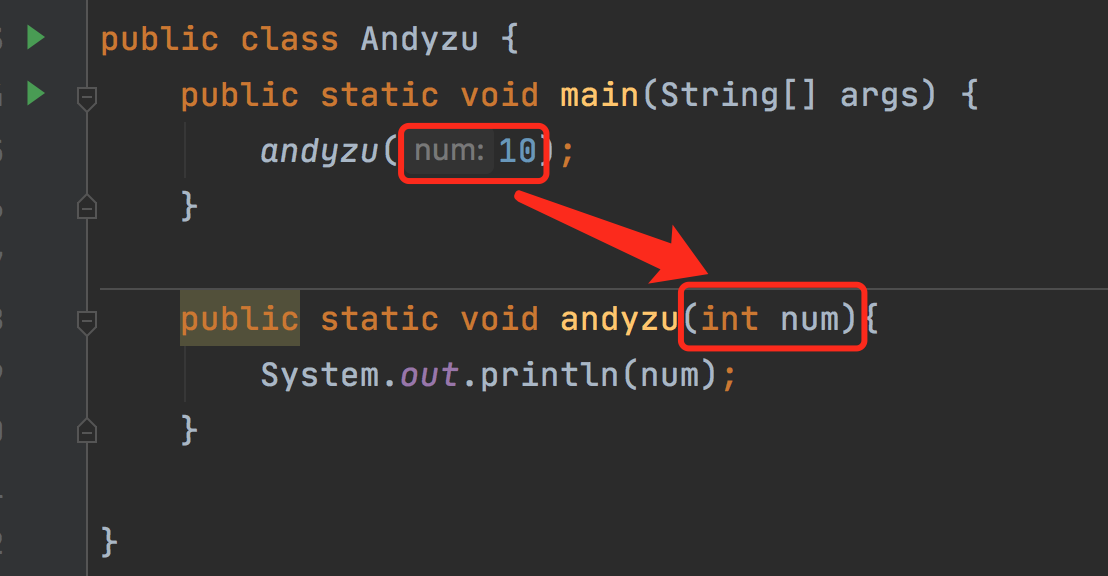 public class Andyzu {
public static void main(String[] args) {
andyzu( num: 10);
}
public static void andyzu(int num){
System.out.println(num);
}
}